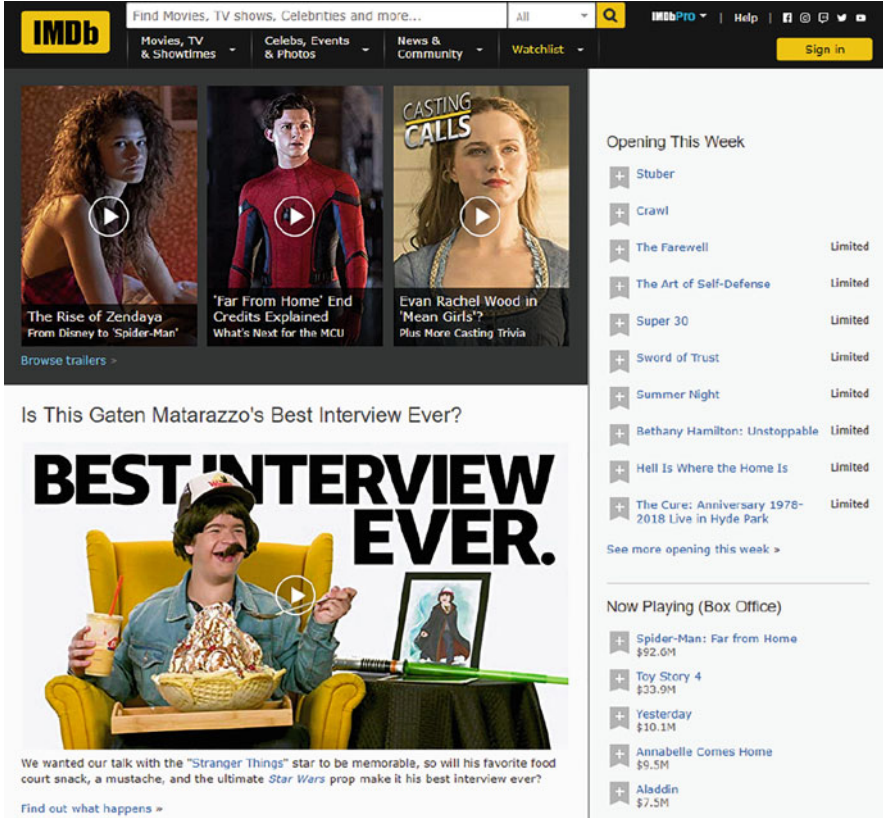 IMDb
Find Movies, TV shows, Celebrities and more...
All
IMDbPro
|
Help
|
Movies, TV
& Showtimes
Celebs, Events
& Photos
News &
Community
Watchlist
Sign in
CASTING
CALLS
The Rise of Zendaya
From Disney to 'Spider-Man'
'Far From Home' End
Credits Explained
What's Next for the MCU
Evan Rachel Wood in
'Mean Girls'?
Plus More Casting Trivia
Browse trailers »
Is This Gaten Matarazzo's Best Interview Ever?
BEST INTERVIEW
EVER.
We wanted our talk with the "Stranger Things" star to be memorable, so will his favorite food
court snack, a mustache, and the ultimate Star Wars prop make it his best interview ever?
Find out what happens »
Opening This Week
Stuber
Crawl
The Farewell Limited
The Art of Self-Defense Limited
Super 30 Limited
Sword of Trust Limited
Summer Night Limited
Bethany Hamilton: Unstoppable Limited
Hell Is Where the Home Is Limited
The Cure: Anniversary 1978- Limited
2018 Live in Hyde Park
See more opening this week »
Now Playing (Box Office)
Spider-Man: Far from Home
$92.6M
Toy Story 4
$33.9M
Yesterday
$10.1M
Annabelle Comes Home
$9.5M
Aladdin
$7.5M